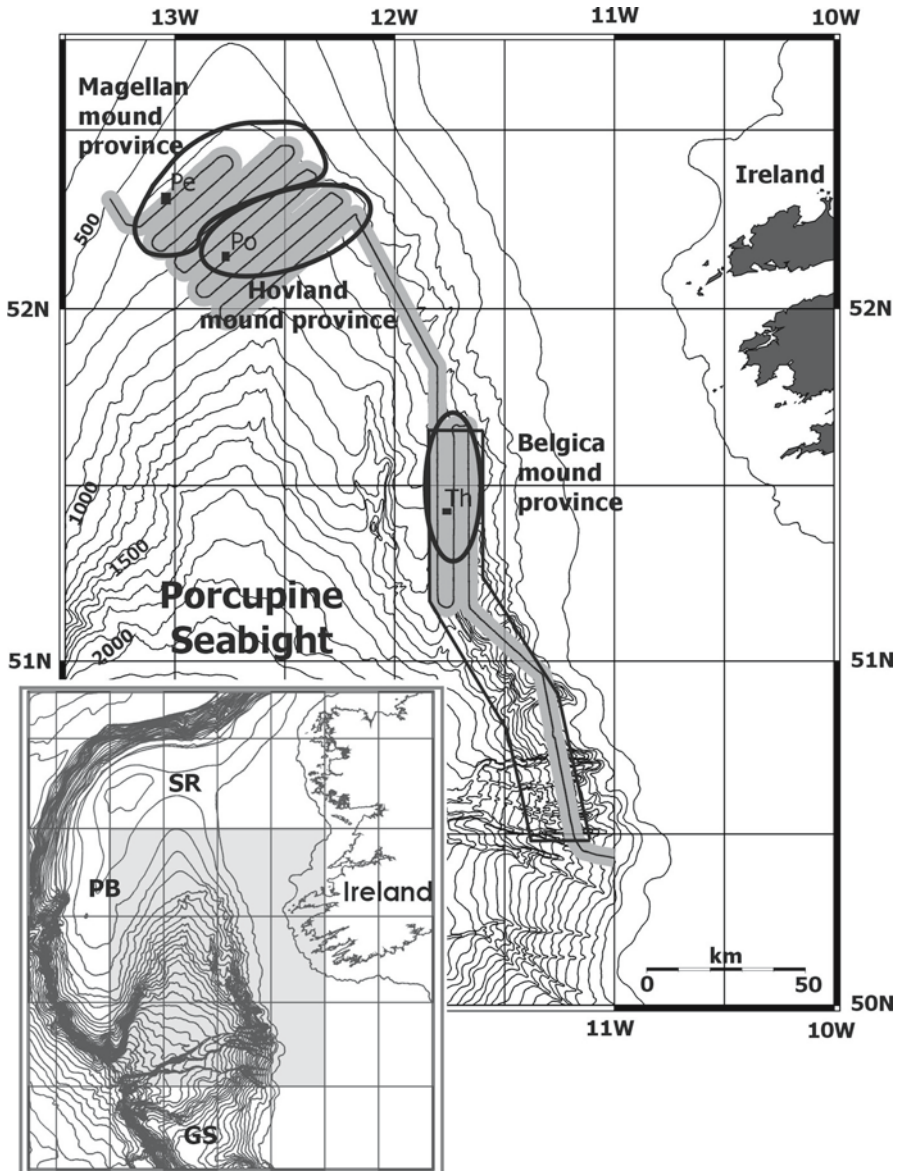 13W
12W
11W
10W
Magellan
mound
province
Pe
Ireland
500
Po
Hovland
mound province
52N
52N
Belgica
mound
province
Th
1000
1500
Porcupine
Seabight
2000
51N
51N
SR
PB
Ireland
GS
km
0
50
50N
11W
10W